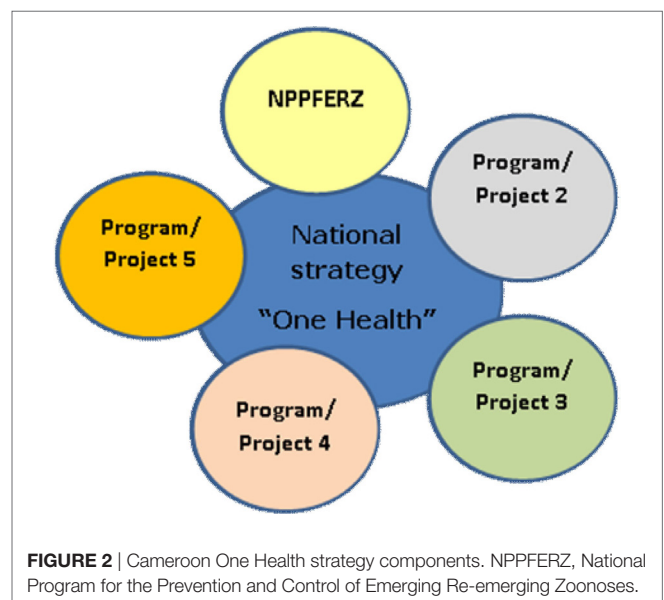 NPPFERZ
Program/
Project 2
Program/
Project 5
National
strategy
"One Health"
Program/
Project 3
Program/
Project 4
FIGURE 2 | Cameroon One Health strategy components. NPPFERZ, National
Program for the Prevention and Control of Emerging Re-emerging Zoonoses.